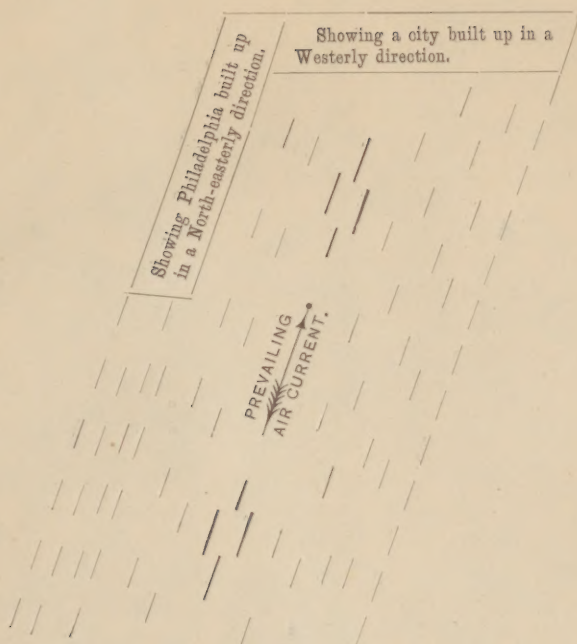 Showing a city built up in a
Westerly direction.
Showing Philadelphia built up
in a North-easterly direction.
PREVAILING
AIR CURRENT.